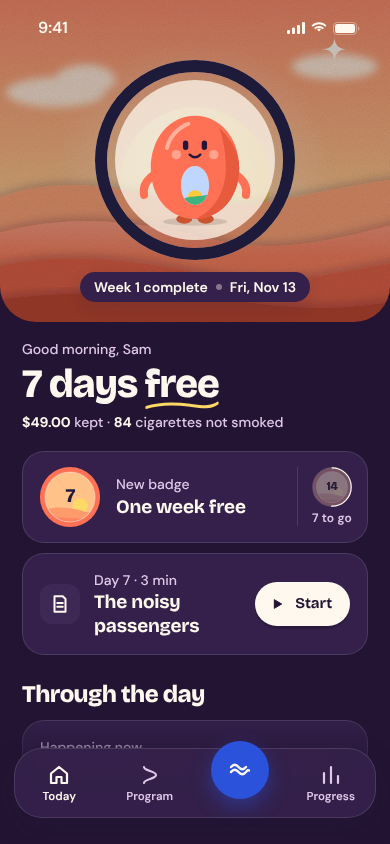 9:41
Week 1 complete • Fri, Nov 13
Good morning, Sam
7 days free
$49.00 kept · 84 cigarettes not smoked
7
New badge
One week free
14
7 to go
Day 7 · 3 min
The noisy
passengers
Start
Through the day
Happening now
Today
Program
Progress